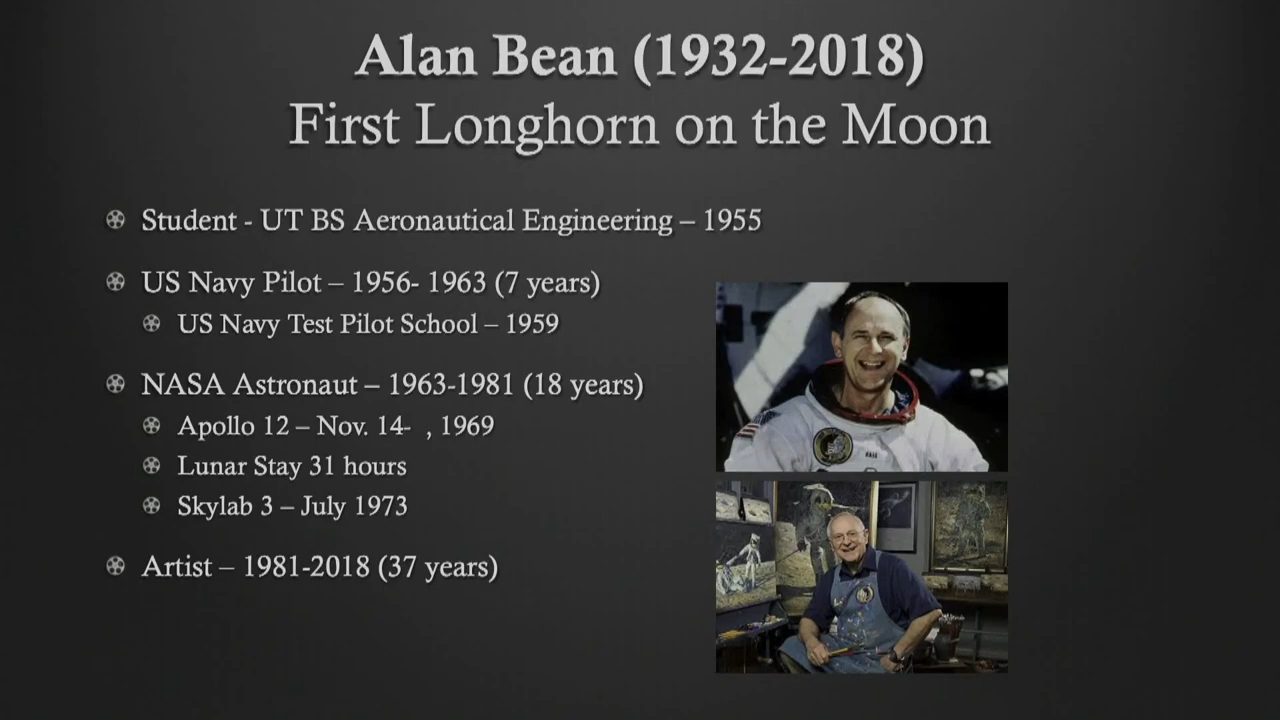 Alan Bean (1932-2018)
First Longhorn on the Moon
Student - UT BS Aeronautical Engineering – 1955
US Navy Pilot – 1956- 1963 (7 years)
US Navy Test Pilot School – 1959
NASA Astronaut – 1963-1981 (18 years)
Apollo 12 – Nov. 14-  , 1969
Lunar Stay 31 hours
Skylab 3 – July 1973
Artist – 1981-2018 (37 years)